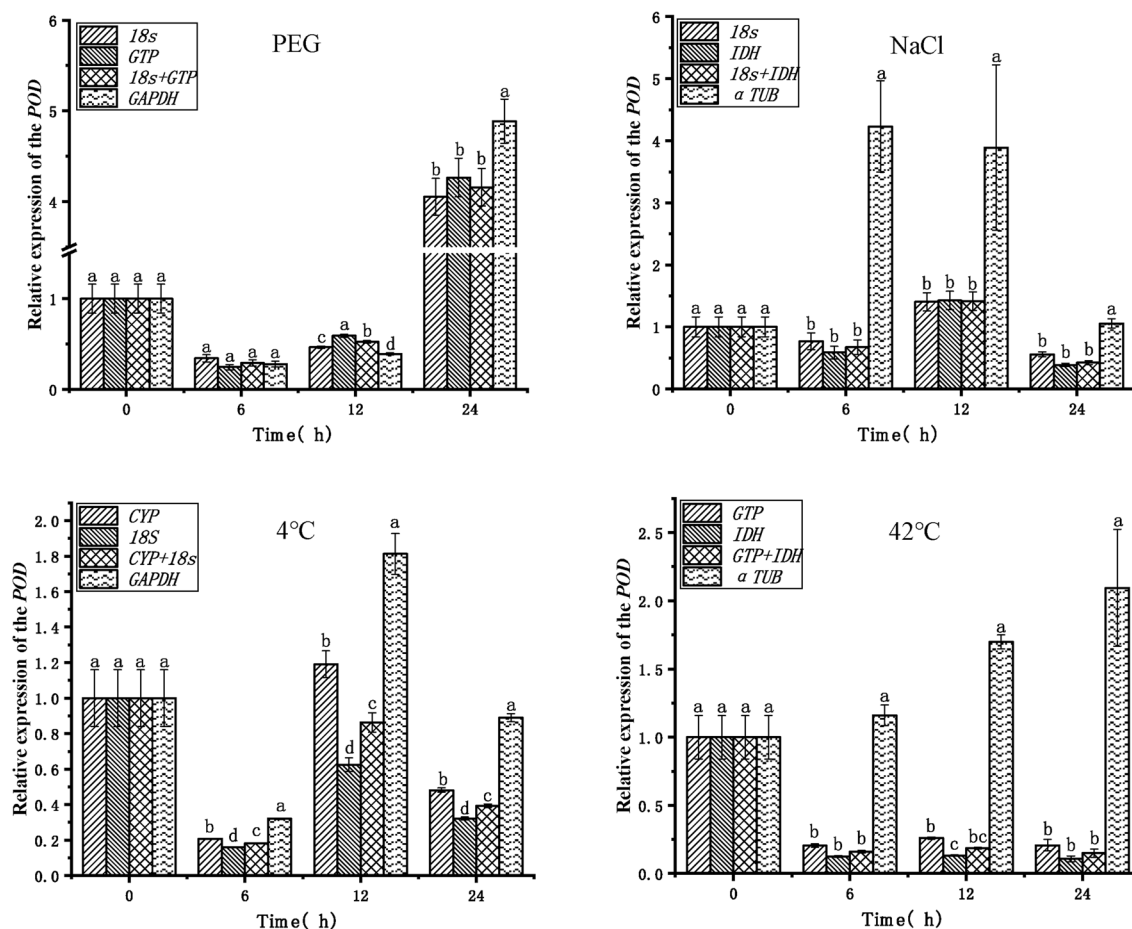 PEG
18s
GTP
18s+GTP
GAPDH
Relative expression of the POD
6
5
4
1
0
a a a a
a a a a
c a b d
b b b a
0 6 12 24
Time( h)
NaCl
18s
IDH
18s+IDH
α TUB
Relative expression of the POD
6
5
4
3
2
1
0
a a a a
b b b a
b b b a
b b b a
0 6 12 24
Time( h)
4℃
CYP
18S
CYP+18s
GAPDH
Relative expression of the POD
2.0
1.8
1.6
1.4
1.2
1.0
0.8
0.6
0.4
0.2
0.0
a a a a
b d c a
b d c a
b d c a
0 6 12 24
Time( h)
42℃
GTP
IDH
GTP+IDH
α TUB
Relative expression of the POD
2.5
2.0
1.5
1.0
0.5
0.0
a a a a
b b b a
b c bc a
b b b a
0 6 12 24
Time( h)